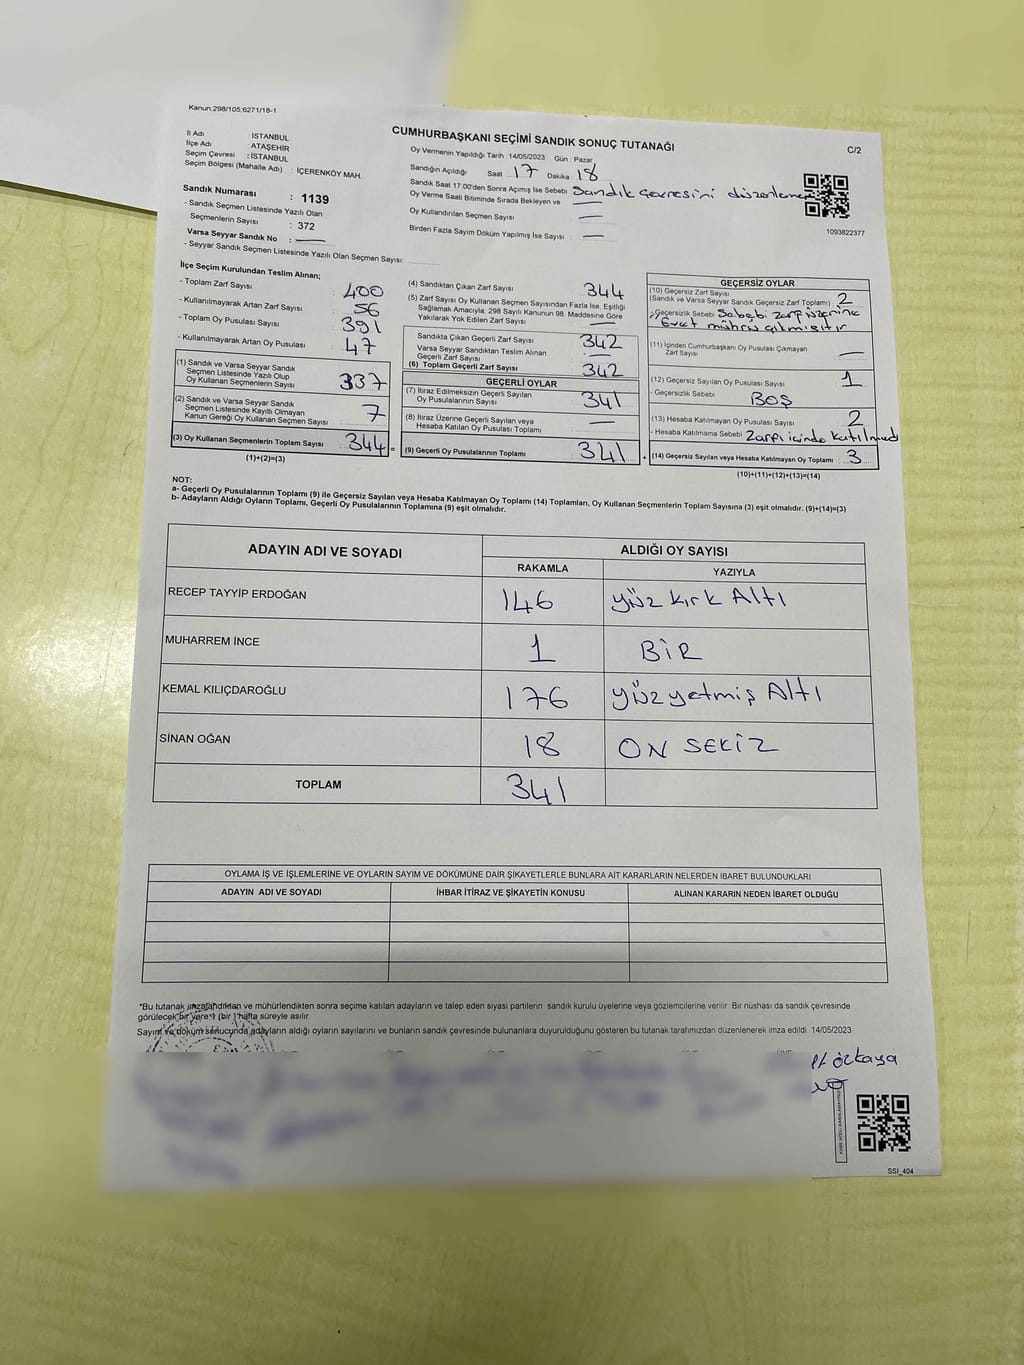 Kanun:298/105,6271/18-1
CUMHURBAŞKANI SEÇİMİ SANDIK SONUÇ TUTANAĞI
C/2
İl Adı : İSTANBUL
İlçe Adı : ATAŞEHİR
Seçim Çevresi : İSTANBUL
Seçim Bölgesi (Mahalle Adı) : İÇERENKÖY MAH.
Sandık Numarası : 1139
- Sandık Seçmen Listesinde Yazılı Olan
Seçmenlerin Sayısı : 372
Varsa Seyyar Sandık No : —
- Seyyar Sandık Seçmen Listesinde Yazılı Olan Seçmen Sayısı:
Oy Vermenin Yapıldığı Tarih : 14/05/2023 Gün : Pazar
Sandığın Açıldığı Saat : 17 Dakika : 18
Sandık Saat 17:00'den Sonra Açılmış İse Sebebi : Sandık çevresini
Oy Verme Saati Bitiminde Sırada Bekleyen ve —
Oy Kullandırılan Seçmen Sayısı : —
Birden Fazla Sayım Döküm Yapılmış İse Sayısı : —
1093822377
İlçe Seçim Kurulundan Teslim Alınan;
- Toplam Zarf Sayısı : 400
- Kullanılmayarak Artan Zarf Sayısı : 56
- Toplam Oy Pusulası Sayısı : 391
- Kullanılmayarak Artan Oy Pusulası : 47
(1) Sandık ve Varsa Seyyar Sandık
Seçmen Listesinde Yazılı Olup
Oy Kullanan Seçmenlerin Sayısı : 337
(2) Sandık ve Varsa Seyyar Sandık
Seçmen Listesinde Kayıtlı Olmayan
Kanun Gereği Oy Kullanan Seçmen Sayısı : 7
(3) Oy Kullanan Seçmenlerin Toplam Sayısı : 344 =
(1)+(2)=(3)
(4) Sandıktan Çıkan Zarf Sayısı : 344
(5) Zarf Sayısı Oy Kullanan Seçmen Sayısından Fazla İse, Eşitliği
Sağlamak Amacıyla; 298 Sayılı Kanunun 98. Maddesine Göre
Yakılarak Yok Edilen Zarf Sayısı : —
Sandıkta Çıkan Geçerli Zarf Sayısı : 342
Varsa Seyyar Sandıktan Teslim Alınan
Geçerli Zarf Sayısı : —
(6) Toplam Geçerli Zarf Sayısı : 342
GEÇERLİ OYLAR
(7) İtiraz Edilmeksizin Geçerli Sayılan
Oy Pusulalarının Sayısı : 341
(8) İtiraz Üzerine Geçerli Sayılan veya
Hesaba Katılan Oy Pusulası Toplamı : —
(9) Geçerli Oy Pusulalarının Toplamı : 341 +
GEÇERSİZ OYLAR
(10) Geçersiz Zarf Sayısı
(Sandık ve Varsa Seyyar Sandık Geçersiz Zarf Toplamı) : 2
- Geçersizlik Sebebi : Sebebi zarf üzerine
Evet mührü
(11) İçinden Cumhurbaşkanı Oy Pusulası Çıkmayan
Zarf Sayısı : —
(12) Geçersiz Sayılan Oy Pusulası Sayısı : 1
- Geçersizlik Sebebi : BOŞ
(13) Hesaba Katılmayan Oy Pusulası Sayısı : 2
- Hesaba Katılmama Sebebi : Zarf içinde
(14) Geçersiz Sayılan veya Hesaba Katılmayan Oy Toplamı : 3
(10)+(11)+(12)+(13)=(14)
NOT:
a- Geçerli Oy Pusulalarının Toplamı (9) ile Geçersiz Sayılan veya Hesaba Katılmayan Oy Toplamı (14) Toplamları, Oy Kullanan Seçmenlerin Toplam Sayısına (3) eşit olmalıdır. (9)+(14)=(3)
b- Adayların Aldığı Oyların Toplamı, Geçerli Oy Pusulalarının Toplamına (9) eşit olmalıdır.
ADAYIN ADI VE SOYADI
ALDIĞI OY SAYISI
RAKAMLA YAZIYLA
RECEP TAYYİP ERDOĞAN 146 yüz kırk Altı
MUHARREM İNCE 1 BİR
KEMAL KILIÇDAROĞLU 176 yüz yetmiş Altı
SİNAN OĞAN 18 ON SEKİZ
TOPLAM 341
OYLAMA İŞ VE İŞLEMLERİNE VE OYLARIN SAYIM VE DÖKÜMÜNE DAİR ŞİKAYETLERLE BUNLARA AİT KARARLARIN NELERDEN İBARET BULUNDUKLARI
ADAYIN ADI VE SOYADI İHBAR İTİRAZ VE ŞİKAYETİN KONUSU ALINAN KARARIN NEDEN İBARET OLDUĞU
*Bu tutanak imzalandıktan ve mühürlendikten sonra seçime katılan adayların ve talep eden siyasi partilerin sandık kurulu üyelerine veya gözlemcilerine verilir. Bir nüshası da sandık çevresinde
görülecek bir yere 1 (bir ) hafta süreyle asılır.
Sayım ve döküm sonucunda adayların aldığı oyların sayılarını ve bunların sandık çevresinde bulunanlara duyurulduğunu gösteren bu tutanak tarafımızdan düzenlenerek imza edildi. 14/05/2023
özkaya
SSİ_404